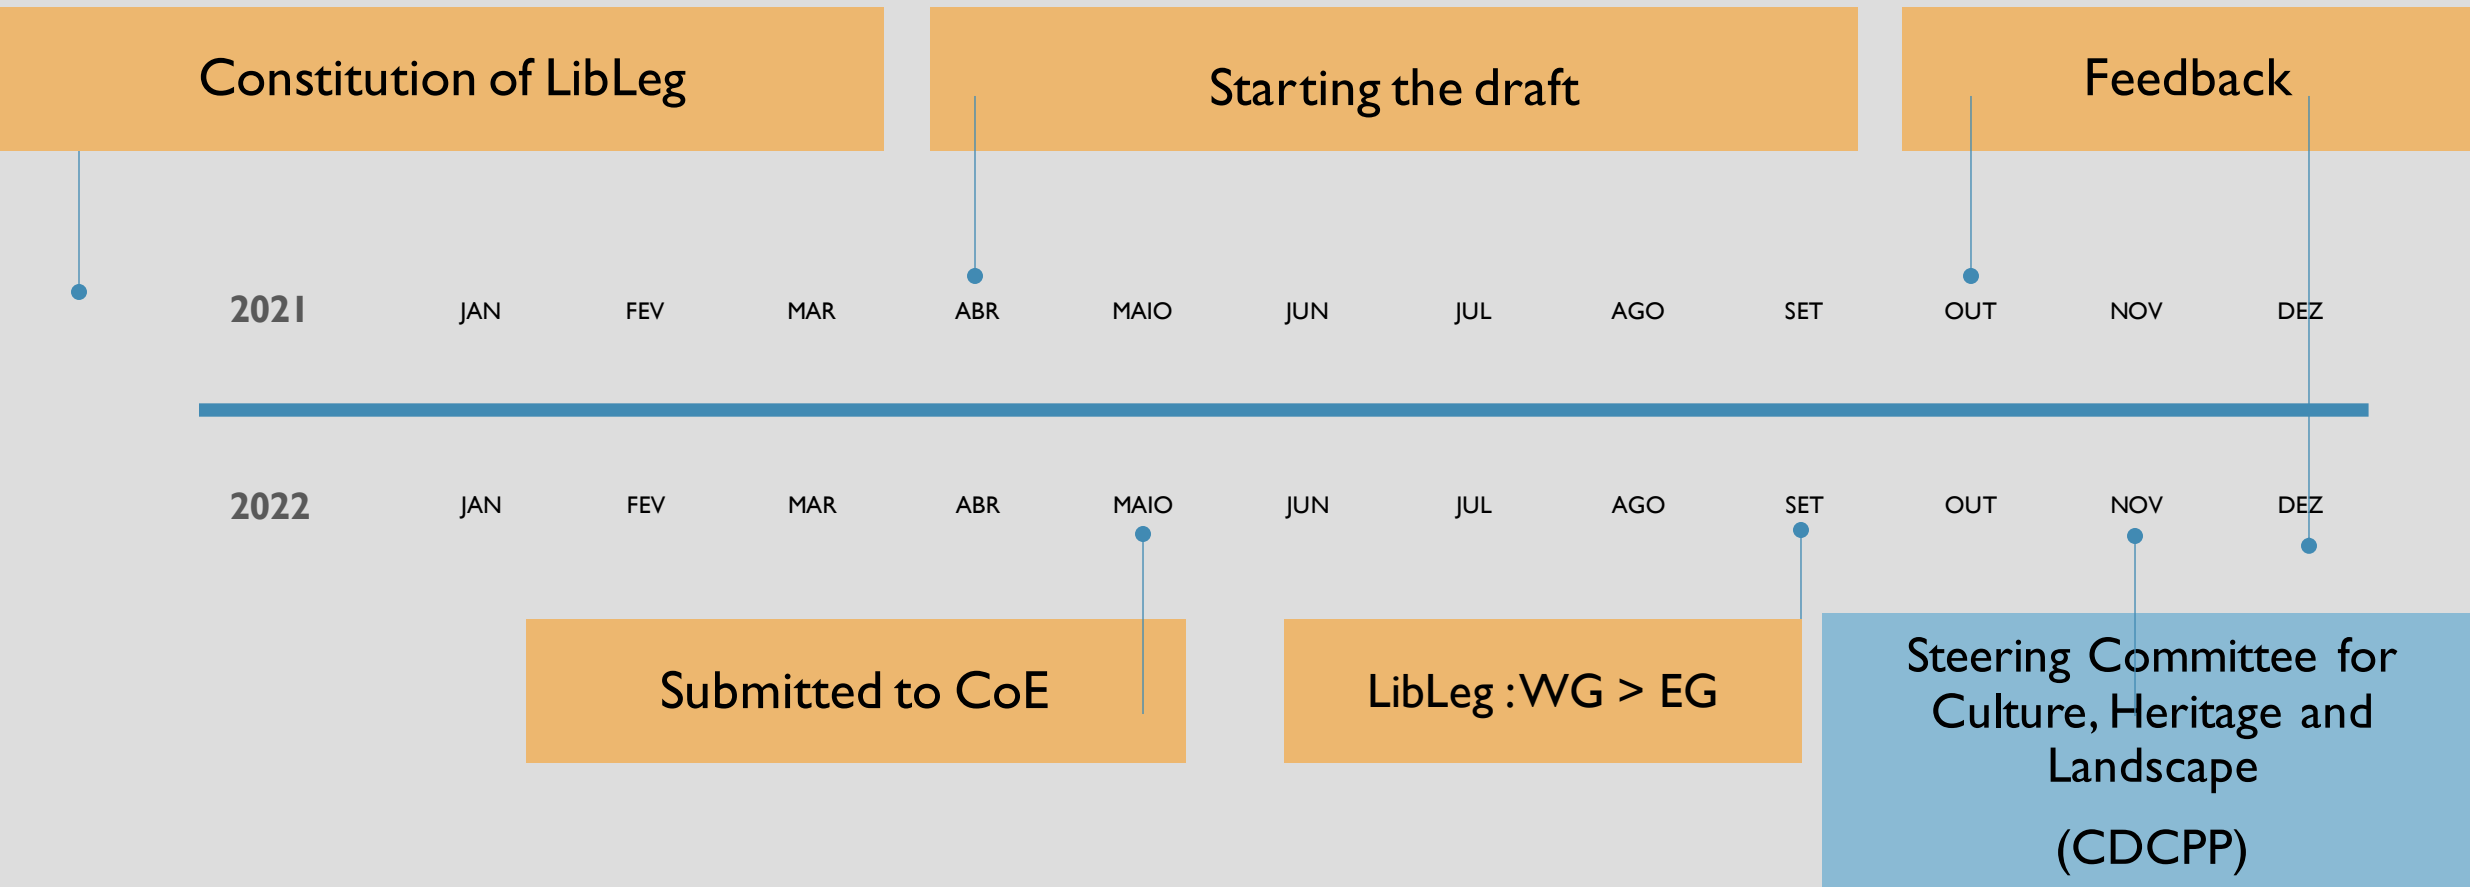 Constitution of LibLeg
Starting the draft
Feedback
2021 JAN FEV MAR ABR MAIO JUN JUL AGO SET OUT NOV DEZ
2022 JAN FEV MAR ABR MAIO JUN JUL AGO SET OUT NOV DEZ
Submitted to CoE
LibLeg : WG > EG
Steering Committee for
Culture, Heritage and
Landscape
(CDCPP)